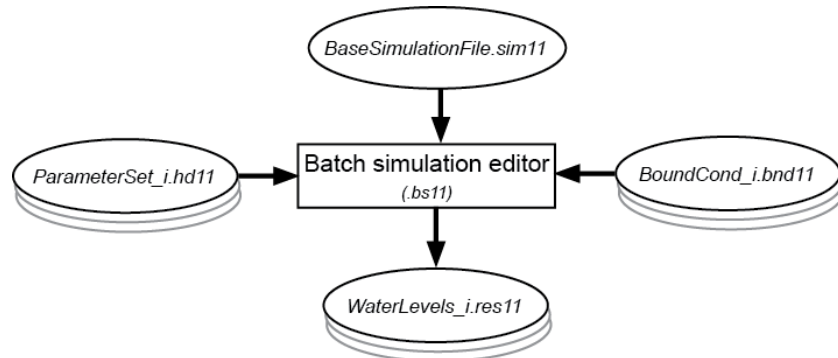 BaseSimulationFile.sim11
ParameterSet_i.hd11
Batch simulation editor
(.bs11)
BoundCond_i.bnd11
WaterLevels_i.res11